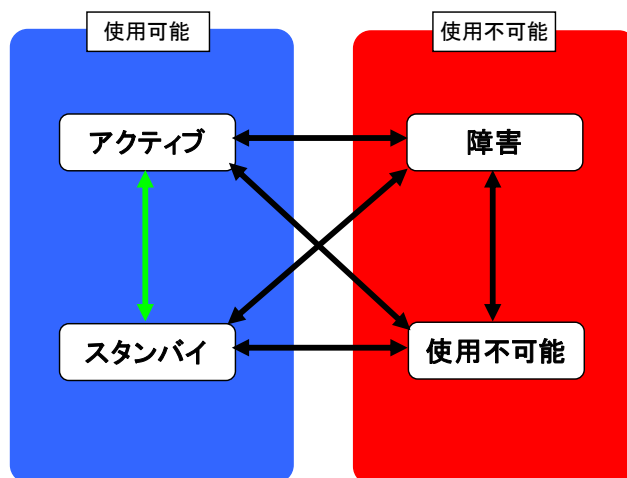 使用可能
使用不可能
アクティブ
障害
スタンバイ
使用不可能